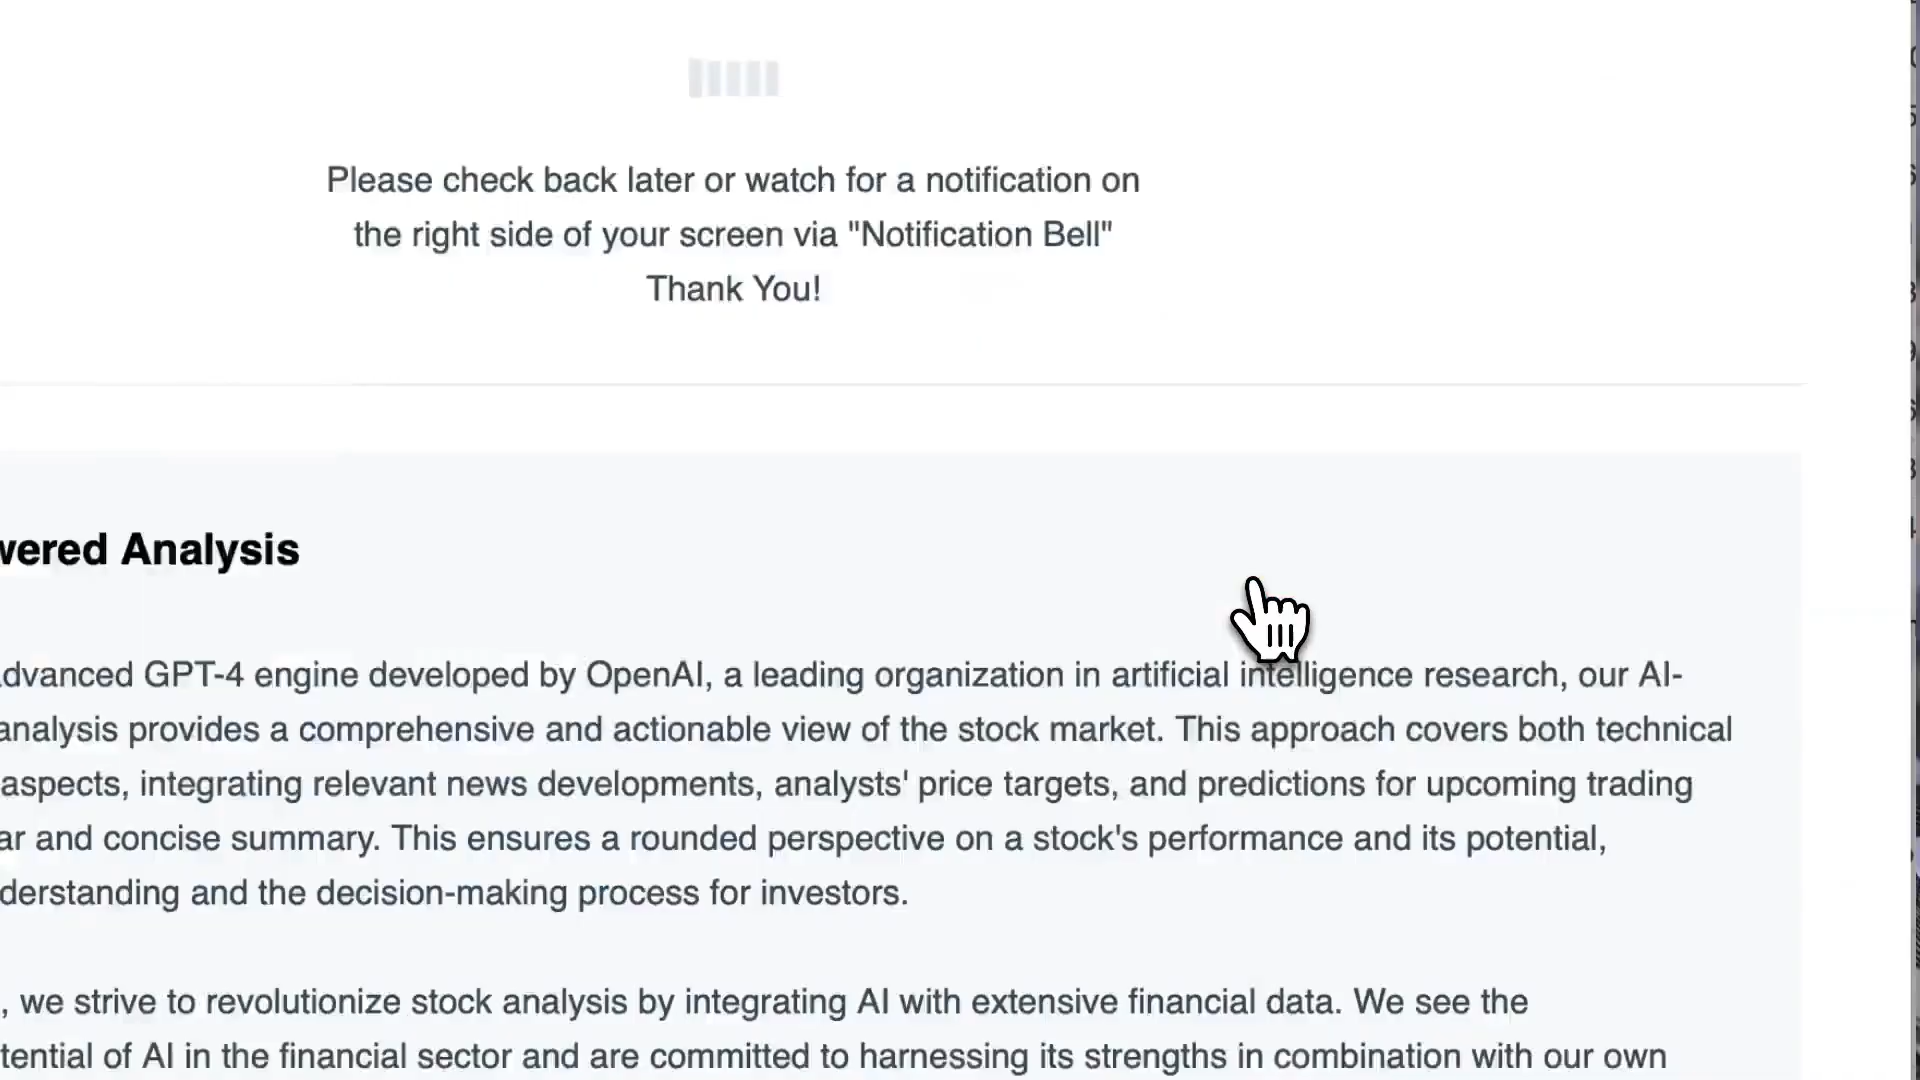 Please check back later or watch for a notification on
the right side of your screen via "Notification Bell"
Thank You!
wered Analysis
dvanced GPT-4 engine developed by OpenAI, a leading organization in artificial intelligence research, our AI-
analysis provides a comprehensive and actionable view of the stock market. This approach covers both technical
aspects, integrating relevant news developments, analysts' price targets, and predictions for upcoming trading
ar and concise summary. This ensures a rounded perspective on a stock's performance and its potential,
derstanding and the decision-making process for investors.
, we strive to revolutionize stock analysis by integrating AI with extensive financial data. We see the
tential of AI in the financial sector and are committed to harnessing its strengths in combination with our own